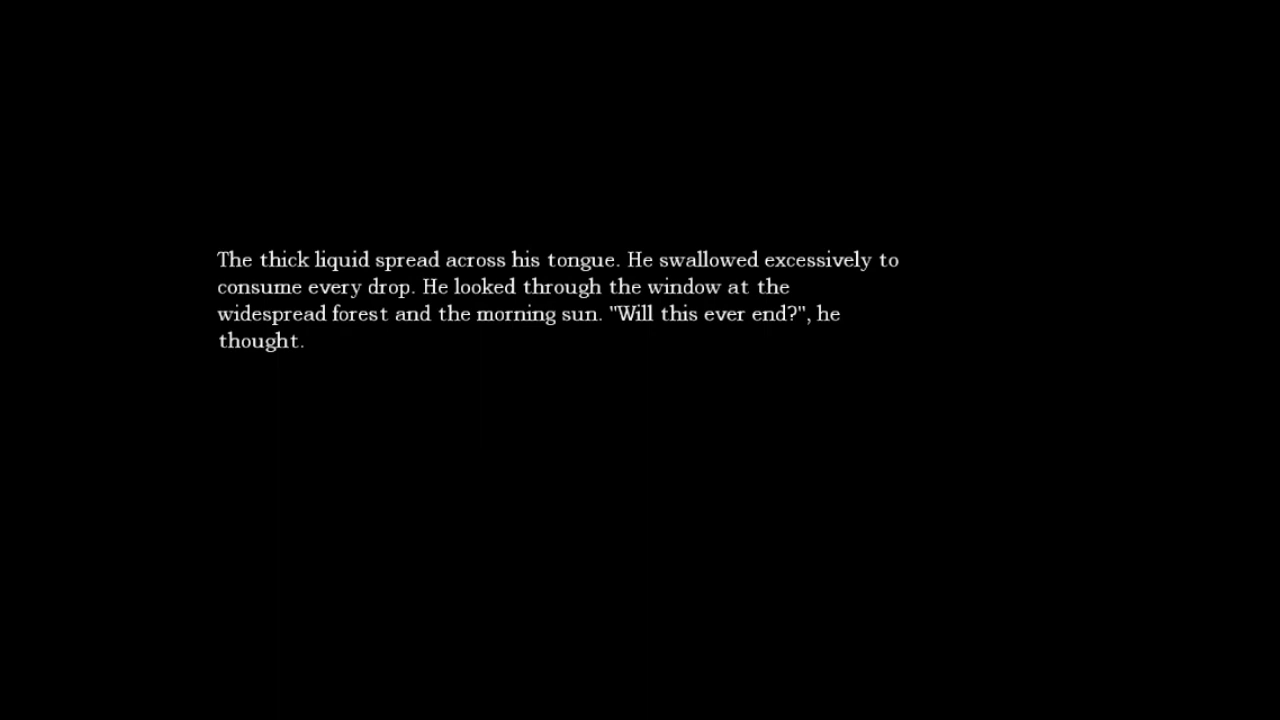 The thick liquid spread across his tongue. He swallowed excessively to
consume every drop. He looked through the window at the
widespread forest and the morning sun. "Will this ever end?", he
thought.